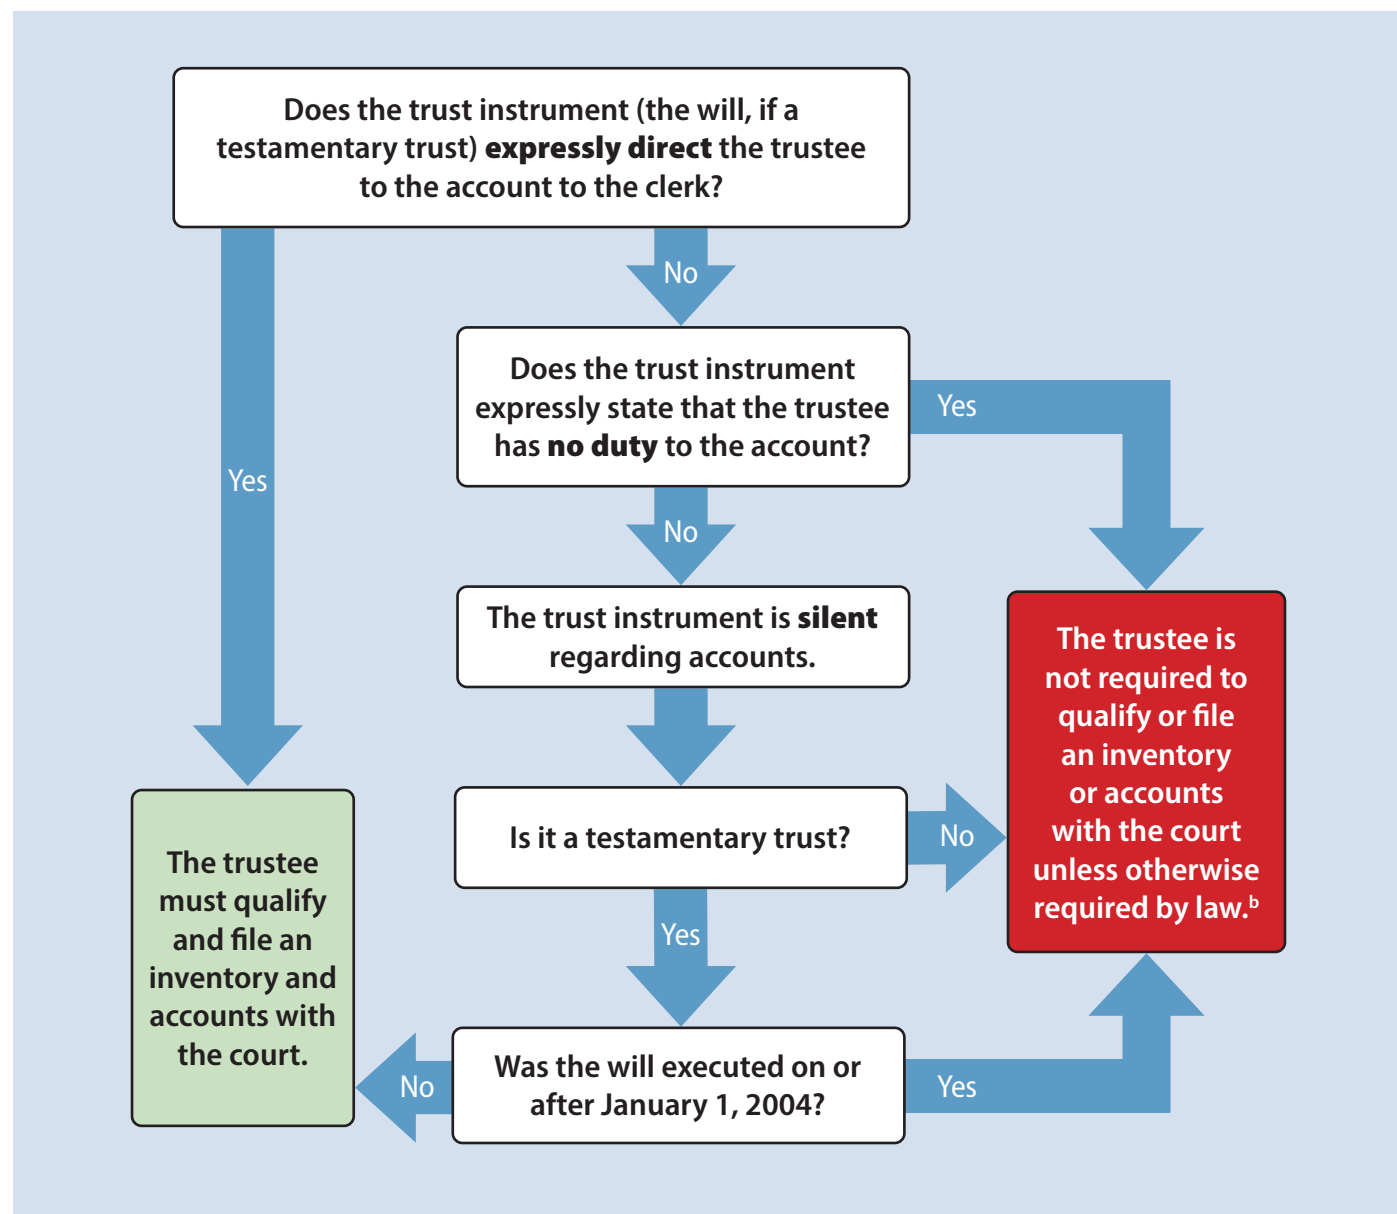 Does the trust instrument (the will, if a
testamentary trust) expressly direct the trustee
to the account to the clerk?
No
Does the trust instrument
expressly state that the trustee
has no duty to the account?
Yes
Yes
No
The trust instrument is silent
regarding accounts.
The trustee is
not required to
qualify or file
an inventory
or accounts
with the court
unless otherwise
required by law.b
Is it a testamentary trust?
No
The trustee
must qualify
and file an
inventory and
accounts with
the court.
Yes
Was the will executed on or
after January 1, 2004?
No
Yes